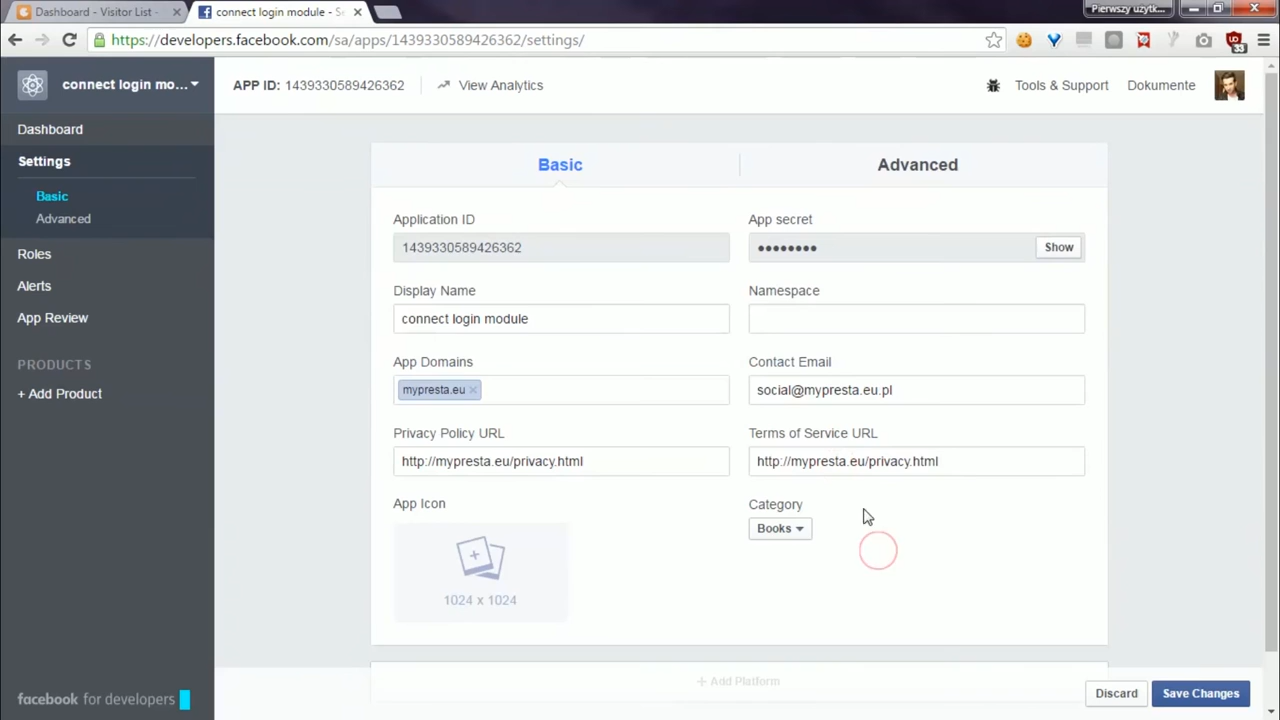 Dashboard - Visitor List -
connect login module - Se
Pierwszy użytk...
https://developers.facebook.com/sa/apps/1439330589426362/settings/
33
connect login mo...
APP ID: 1439330589426362
View Analytics
Tools & Support
Dokumente
Dashboard
Settings
Basic
Advanced
Roles
Alerts
App Review
PRODUCTS
+ Add Product
facebook for developers
Basic
Advanced
Application ID
App secret
1439330589426362
Show
Display Name
Namespace
connect login module
App Domains
Contact Email
mypresta.eu
social@mypresta.eu.pl
Privacy Policy URL
Terms of Service URL
http://mypresta.eu/privacy.html
http://mypresta.eu/privacy.html
App Icon
Category
Books
1024 x 1024
+ Add Platform
Discard
Save Changes